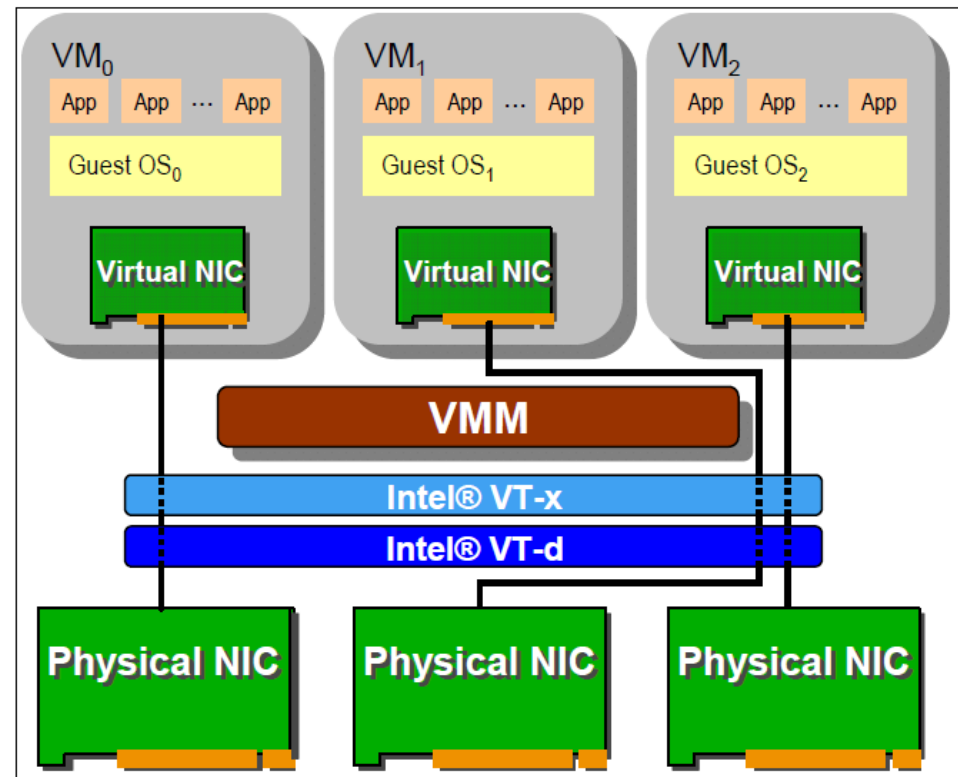 VM0
App App ... App
Guest OS0
Virtual NIC
VM1
App App ... App
Guest OS1
Virtual NIC
VM2
App App ... App
Guest OS2
Virtual NIC
VMM
Intel® VT-x
Intel® VT-d
Physical NIC
Physical NIC
Physical NIC